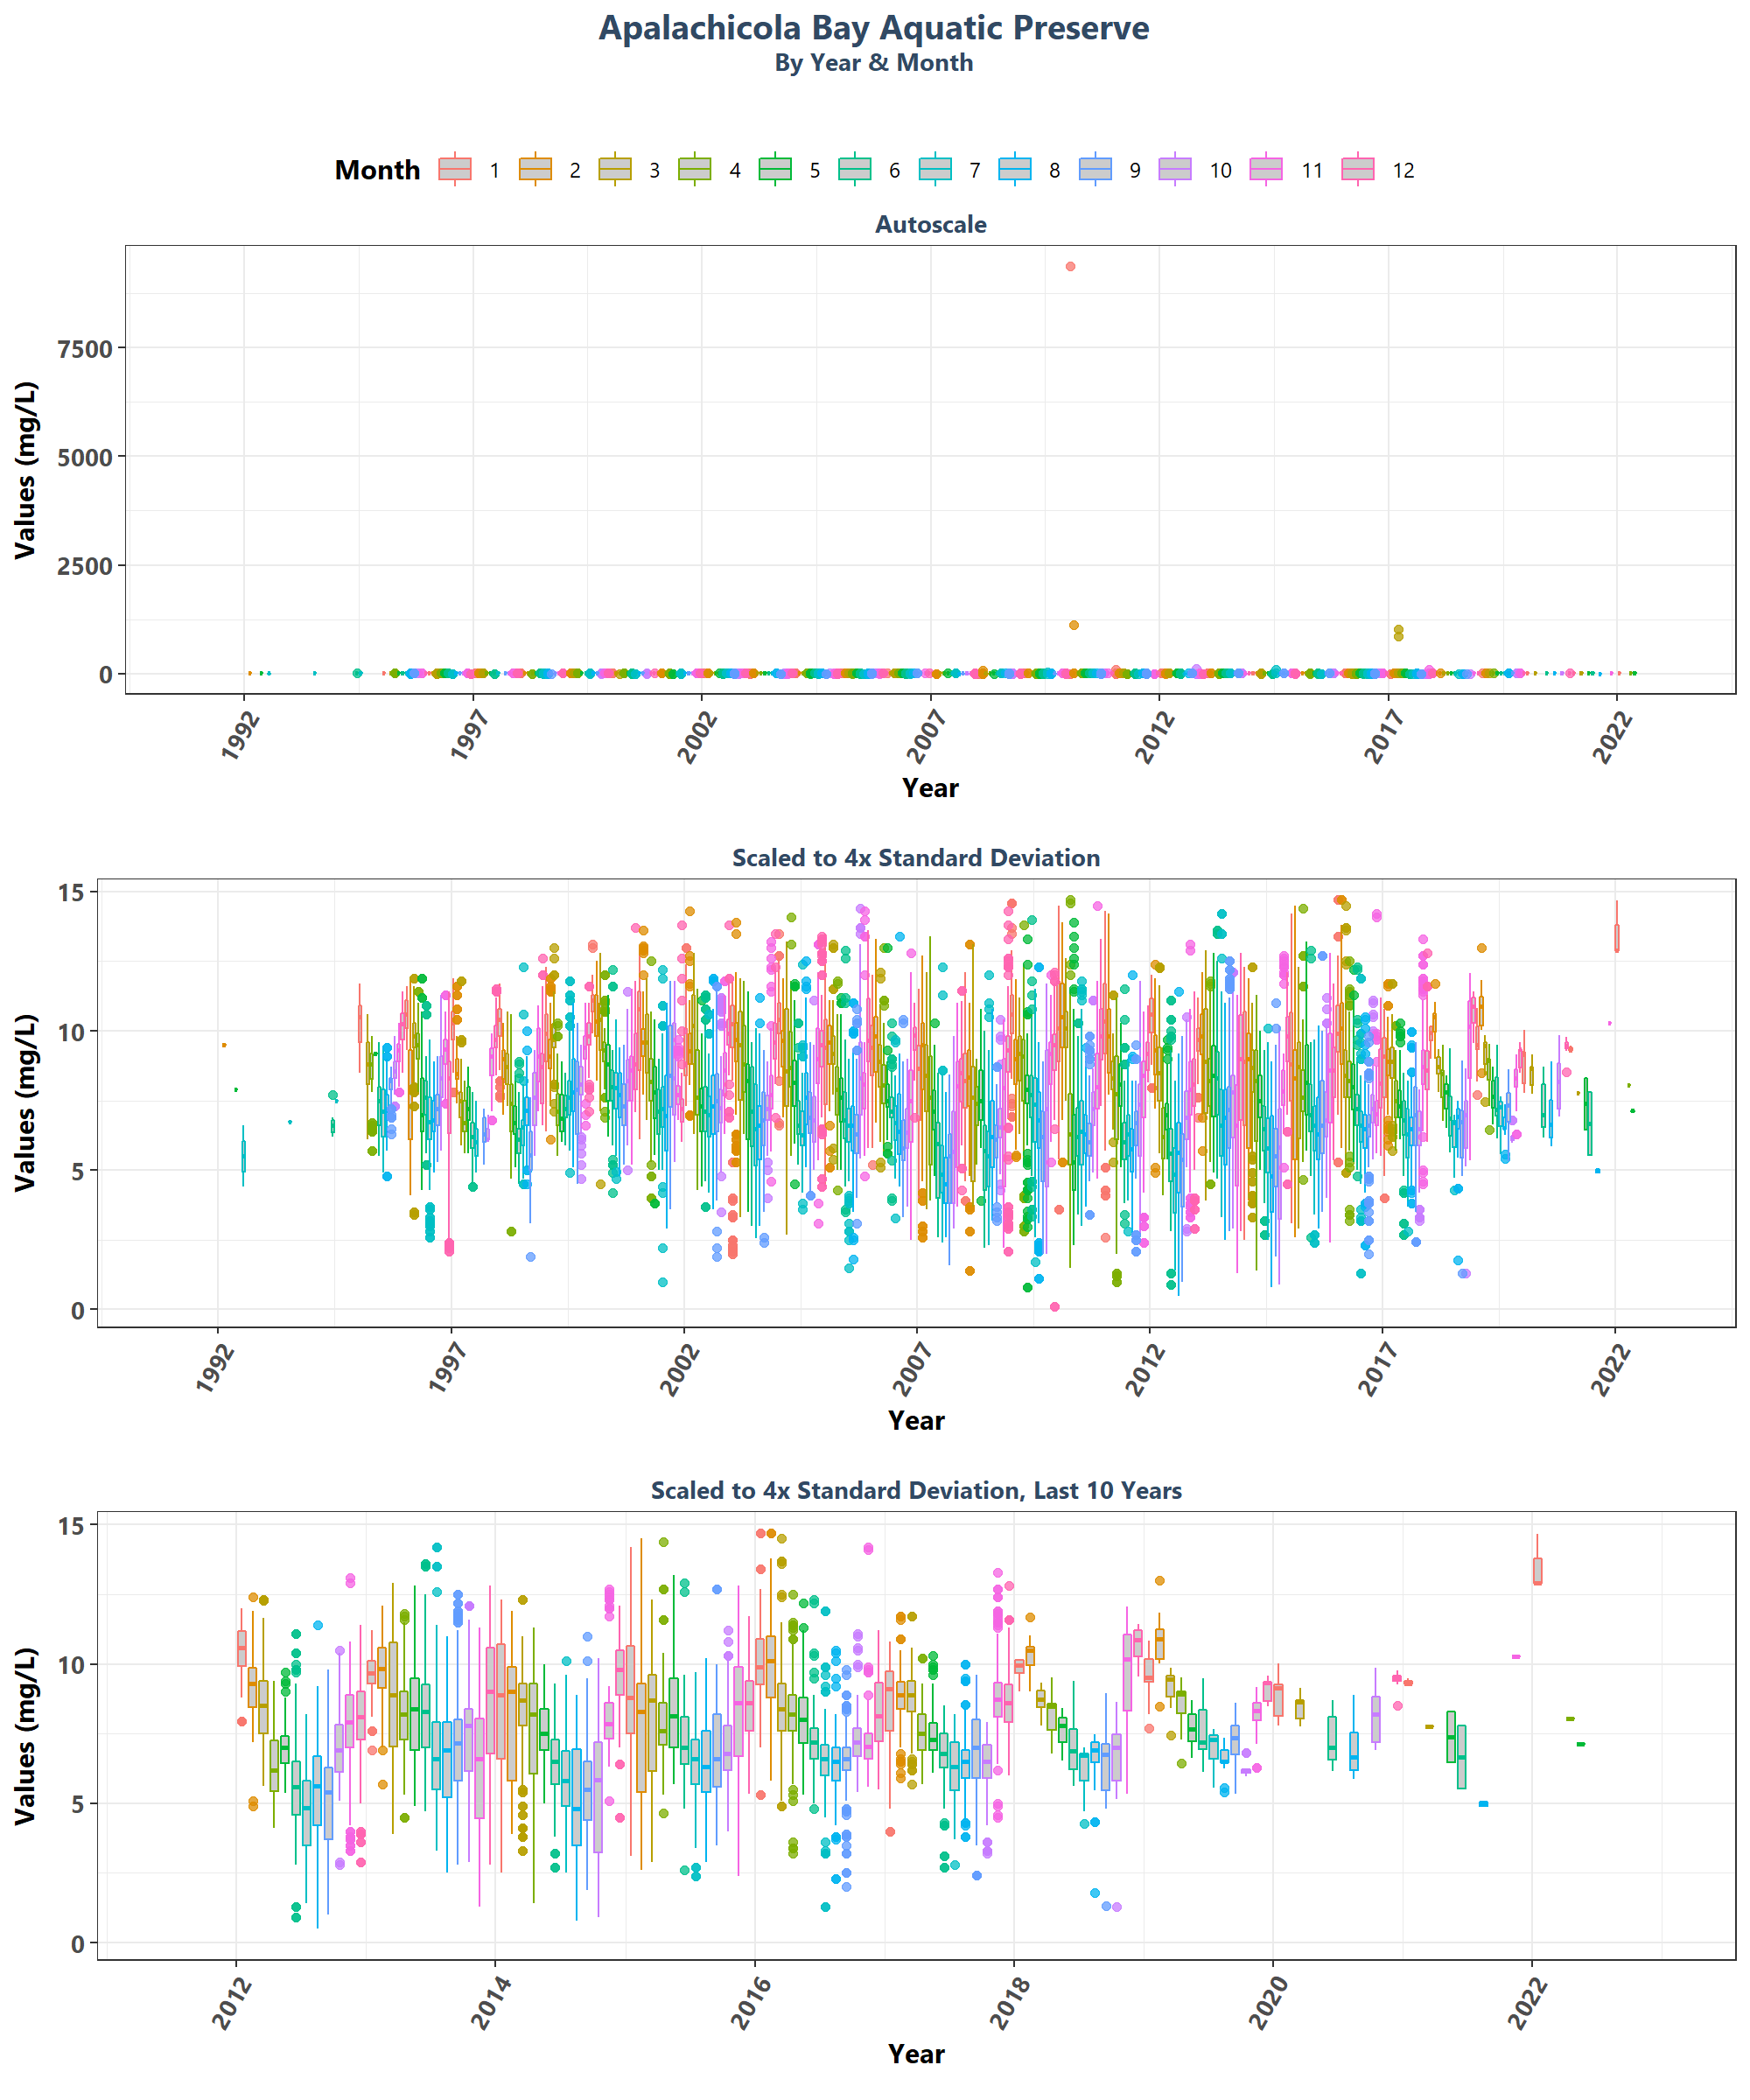 Apalachicola Bay Aquatic Preserve
By Year & Month
Month 1 2 3 4 5 6 7 8 9 10 11 12
Autoscale
Values (mg/L)
7500
5000
2500
0
1992 1997 2002 2007 2012 2017 2022
Year
Scaled to 4x Standard Deviation
Values (mg/L)
15
10
5
0
1992 1997 2002 2007 2012 2017 2022
Year
Scaled to 4x Standard Deviation, Last 10 Years
Values (mg/L)
15
10
5
0
2012 2014 2016 2018 2020 2022
Year